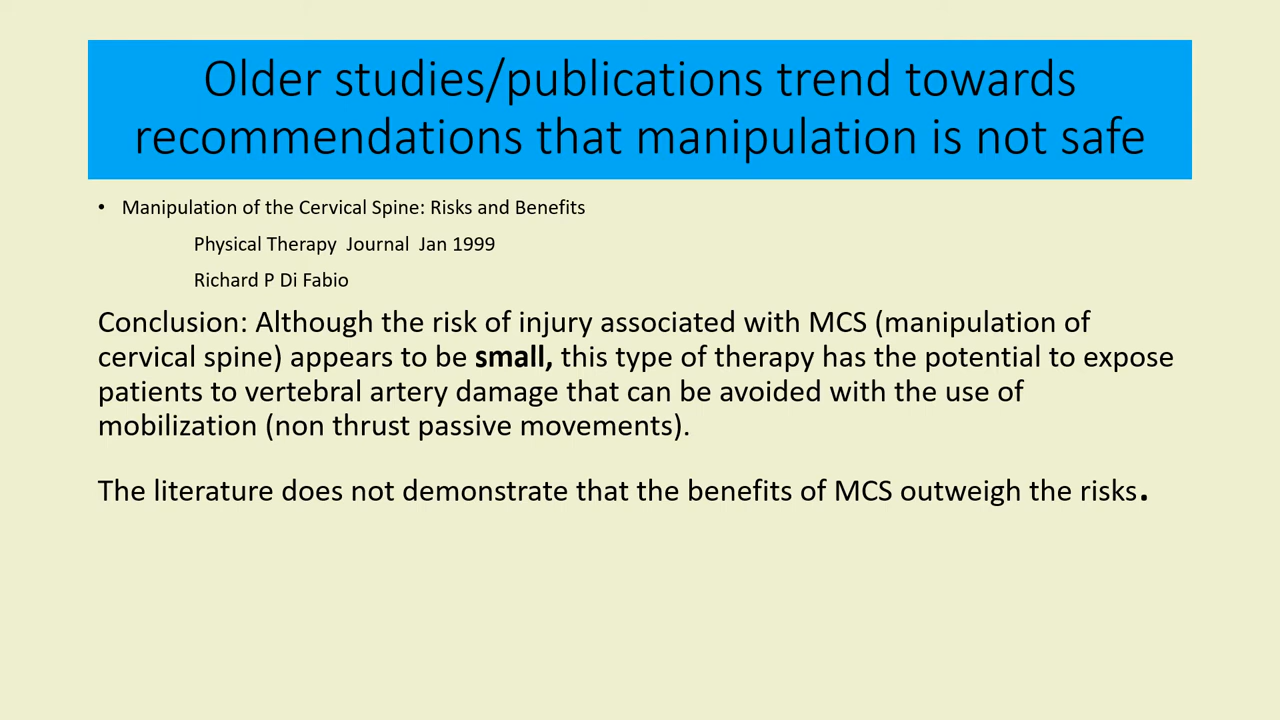 Older studies/publications trend towards
recommendations that manipulation is not safe
• Manipulation of the Cervical Spine: Risks and Benefits
Physical Therapy Journal Jan 1999
Richard P Di Fabio
Conclusion: Although the risk of injury associated with MCS (manipulation of
cervical spine) appears to be small, this type of therapy has the potential to expose
patients to vertebral artery damage that can be avoided with the use of
mobilization (non thrust passive movements).
The literature does not demonstrate that the benefits of MCS outweigh the risks.